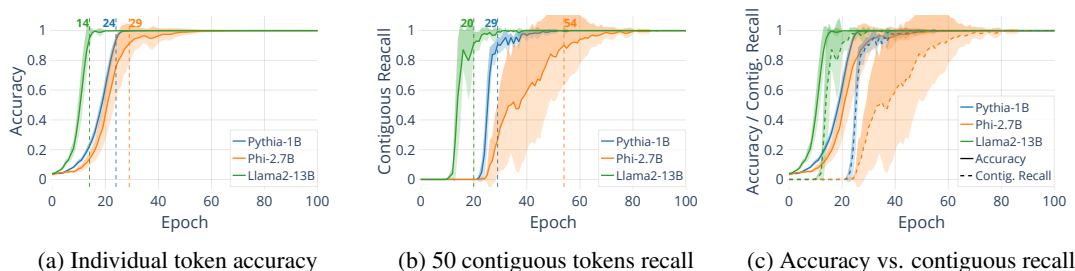 14 24 29
1
0.8
0.6
0.4
0.2
0
Accuracy
0 20 40 60 80 100
Epoch
Pythia-1B
Phi-2.7B
Llama2-13B
(a) Individual token accuracy
20 29 54
1
0.8
0.6
0.4
0.2
0
Contiguous Reacall
0 20 40 60 80 100
Epoch
Pythia-1B
Phi-2.7B
Llama2-13B
(b) 50 contiguous tokens recall
1
0.8
0.6
0.4
0.2
0
Accuracy / Contig. Recall
0 20 40 60 80 100
Epoch
Pythia-1B
Phi-2.7B
Llama2-13B
Accuracy
Contig. Recall
(c) Accuracy vs. contiguous recall